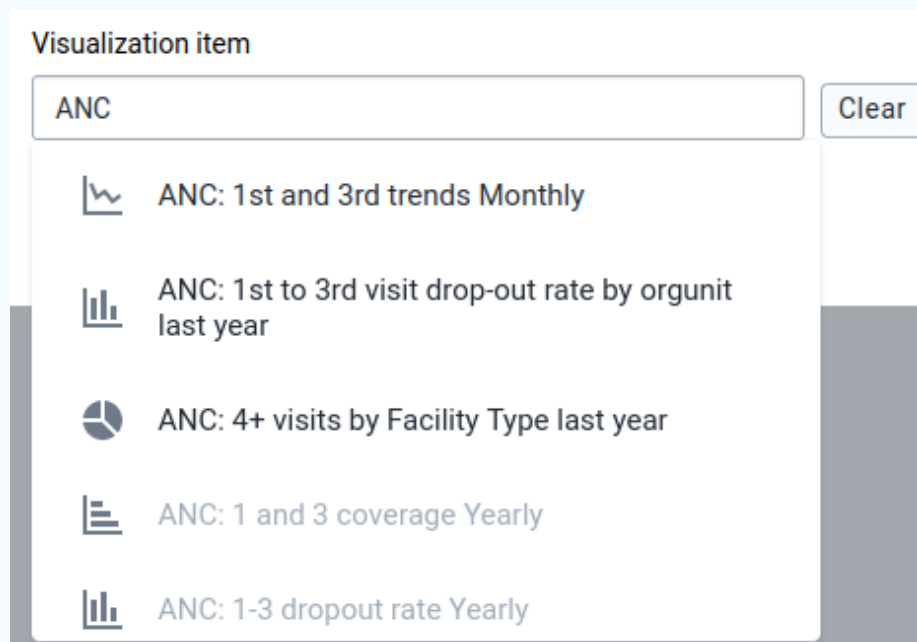 Visualization item
ANC
Clear
ANC: 1st and 3rd trends Monthly
ANC: 1st to 3rd visit drop-out rate by orgunit
last year
ANC: 4+ visits by Facility Type last year
ANC: 1 and 3 coverage Yearly
ANC: 1-3 dropout rate Yearly